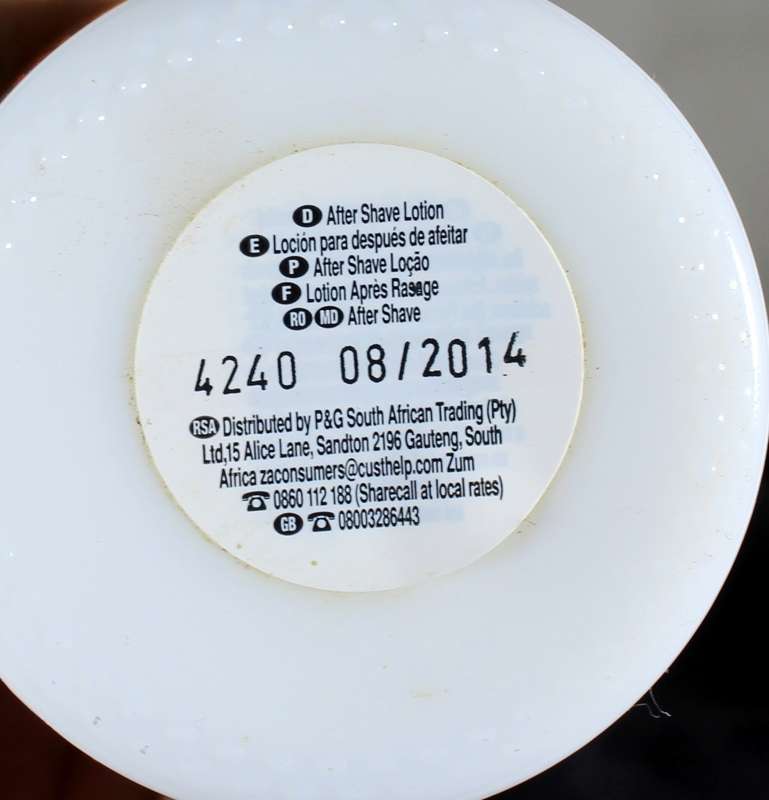 D After Shave Lotion
E Loción para después de afeitar
P After Shave Loção
F Lotion Après Rasage
RO MD After Shave
4240 08/2014
RSA Distributed by P&G South African Trading (Pty)
Ltd,15 Alice Lane, Sandton 2196 Gauteng, South
Africa zaconsumers@custhelp.com Zum
☎ 0860 112 188 (Sharecall at local rates)
GB ☎ 08003286443